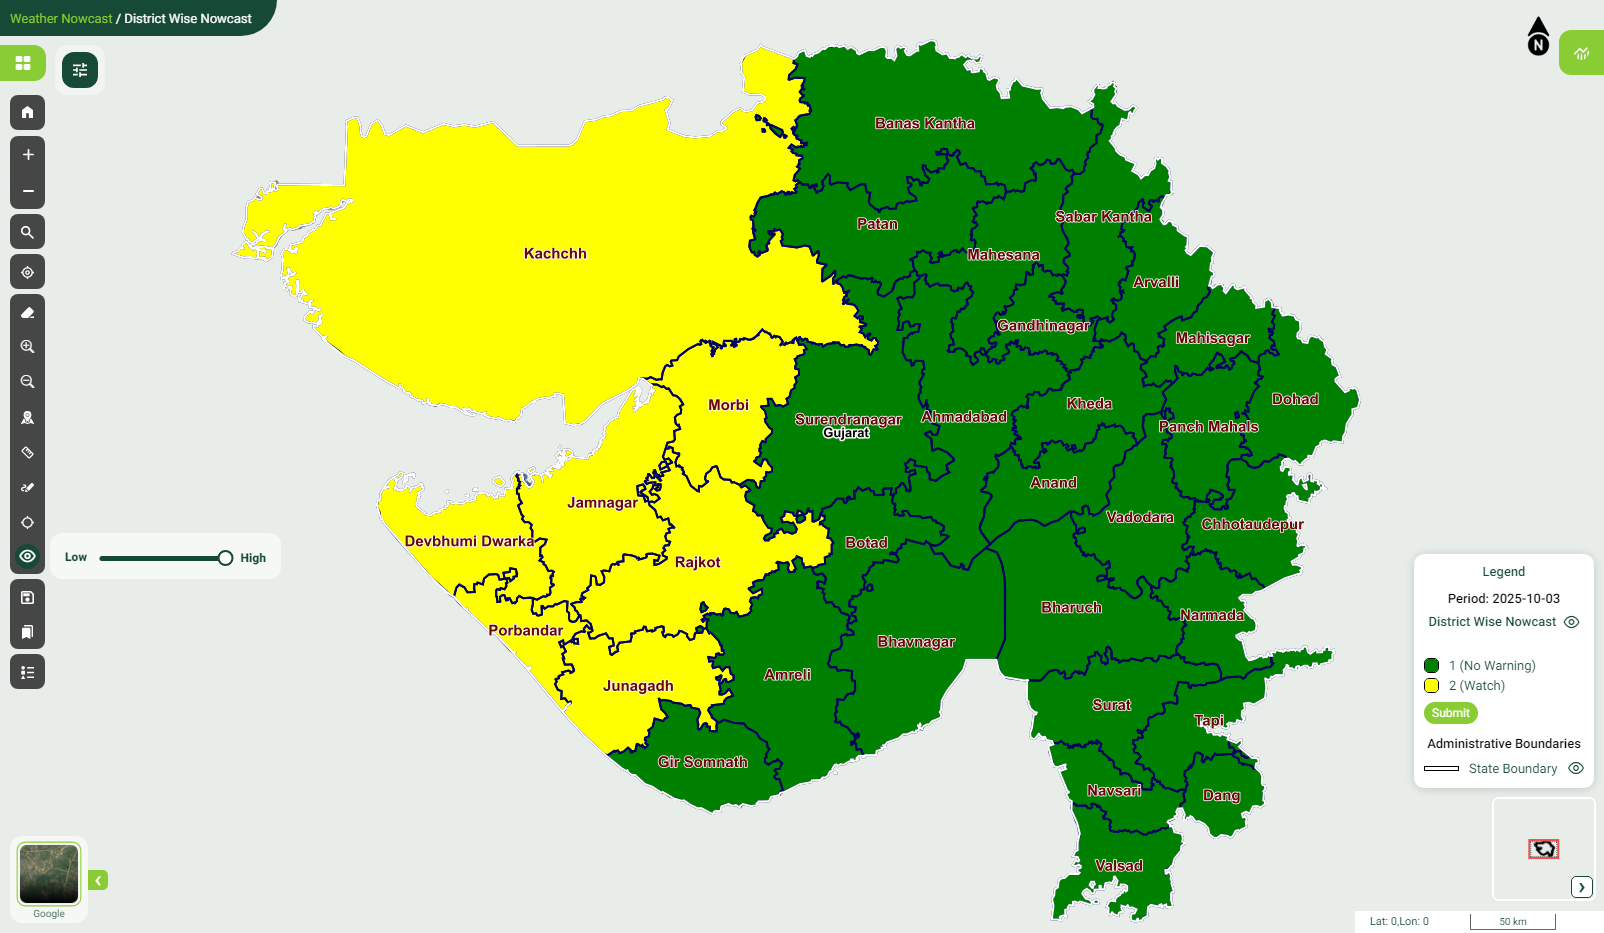 Weather Nowcast / District Wise Nowcast
N
Banas Kantha
Sabar Kantha
Patan
Kachchh
Mahesana
Arvalli
Gandhinagar
Mahisagar
Dohad
Morbi
Kheda
Surendranagar
Ahmadabad
Panch Mahals
Gujarat
Anand
Jamnagar
Vadodara
Chhotaudepur
Devbhumi Dwarka
Botad
Low
High
Rajkot
Legend
Period: 2025-10-03
Bharuch
Narmada
District Wise Nowcast
Porbandar
Bhavnagar
1 (No Warning)
Amreli
Junagadh
2 (Watch)
Surat
Submit
Tapi
Administrative Boundaries
Gir Somnath
State Boundary
Navsari
Dang
Valsad
Google
Lat: 0,Lon: 0
50 km